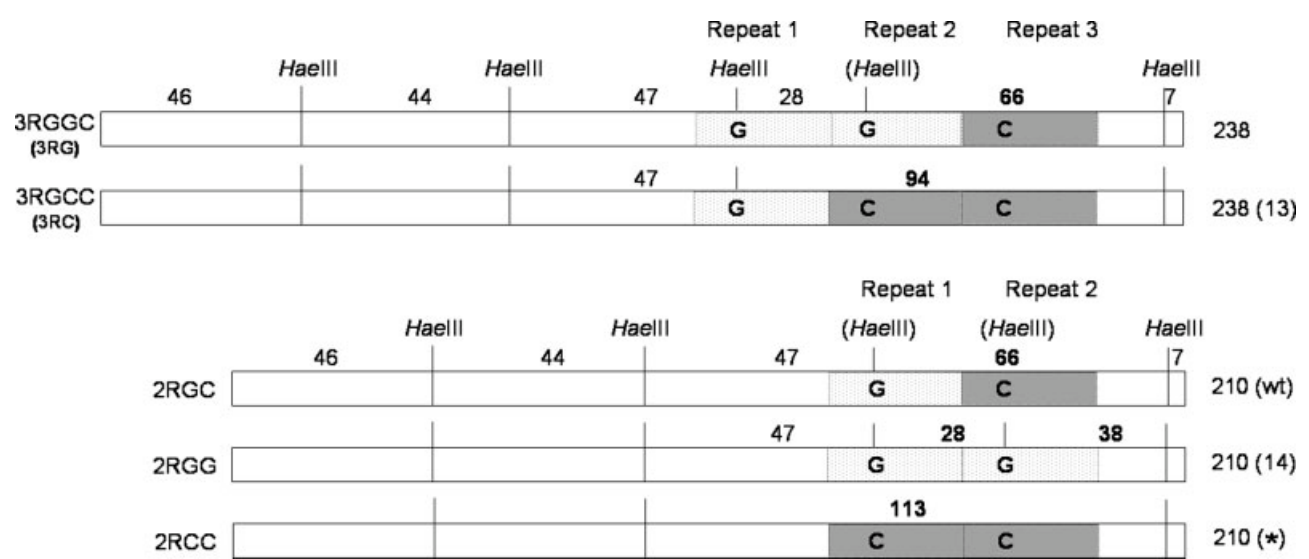 Repeat 1 Repeat 2 Repeat 3
HaeIII HaeIII HaeIII (HaeIII) HaeIII
46 44 47 28 66 7
3RGGC G G C 238
(3RG)
47 94
3RGCC G C C 238 (13)
(3RC)
Repeat 1 Repeat 2
HaeIII HaeIII (HaeIII) (HaeIII) HaeIII
46 44 47 66 7
2RGC G C 210 (wt)
47 28 38
2RGG G G 210 (14)
113
2RCC C C 210 (*)